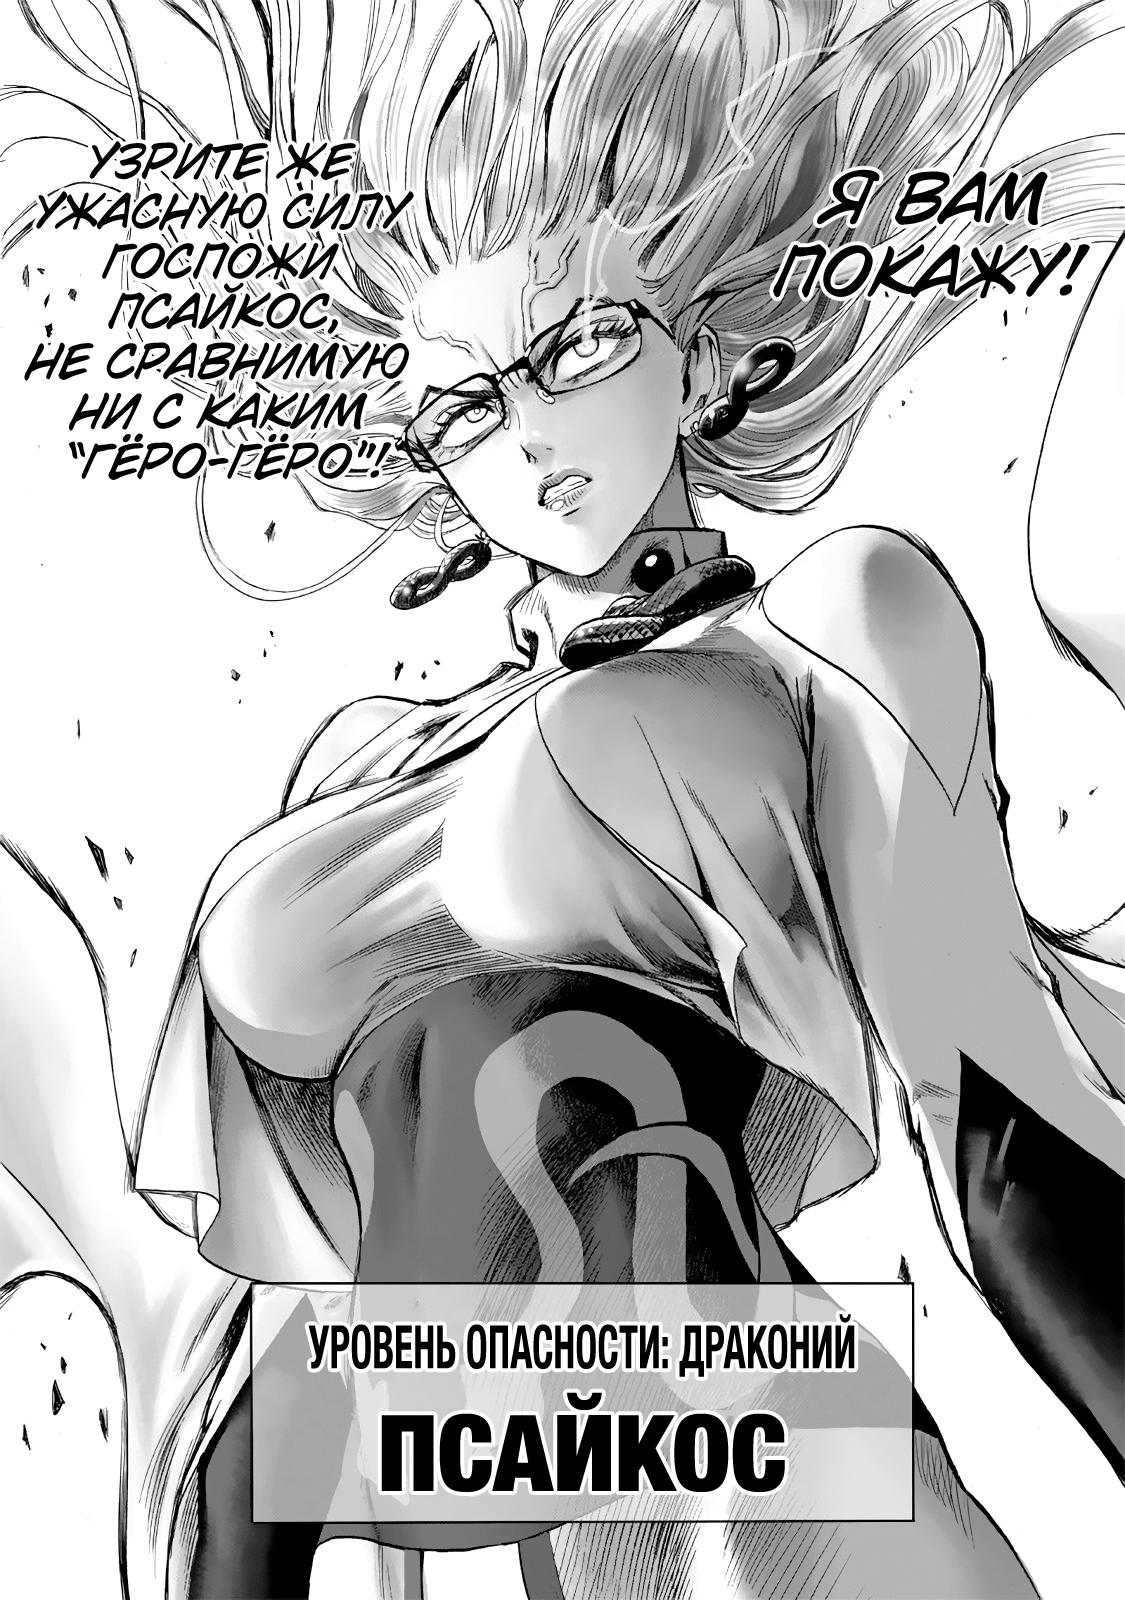 Я ВАМ
ПОКАЖУ!
УЗРИТЕ ЖЕ
УЖАСНУЮ СИЛУ
ГОСПОЖИ
ПСАЙКОС,
НЕ СРАВНИМУЮ
НИ С КАКИМ
"ГЁРО-ГЁРО"!
УРОВЕНЬ ОПАСНОСТИ: ДРАКОНИЙ
ПСАЙКОС